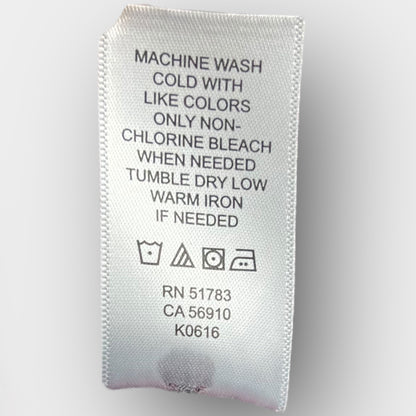 MACHINE WASH
COLD WITH
LIKE COLORS
ONLY NON-
CHLORINE BLEACH
WHEN NEEDED
TUMBLE DRY LOW
WARM IRON
IF NEEDED
RN 51783
CA 56910
K0616